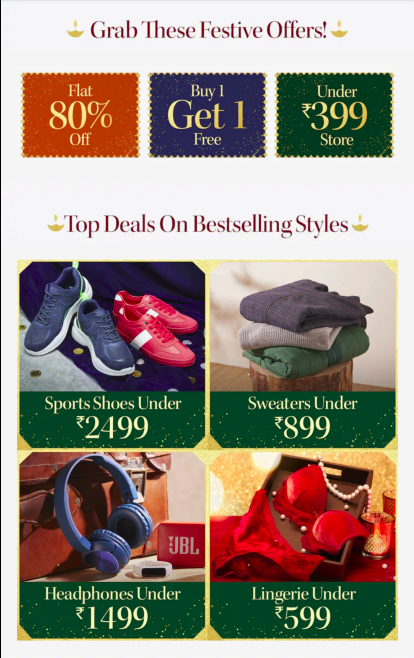 Grab These Festive Offers!
Flat
80%
Off
Buy 1
Get 1
Free
Under
₹399
Store
Top Deals On Bestselling Styles
Sports Shoes Under
₹2499
Sweaters Under
₹899
JBL
Headphones Under
₹1499
Lingerie Under
₹599